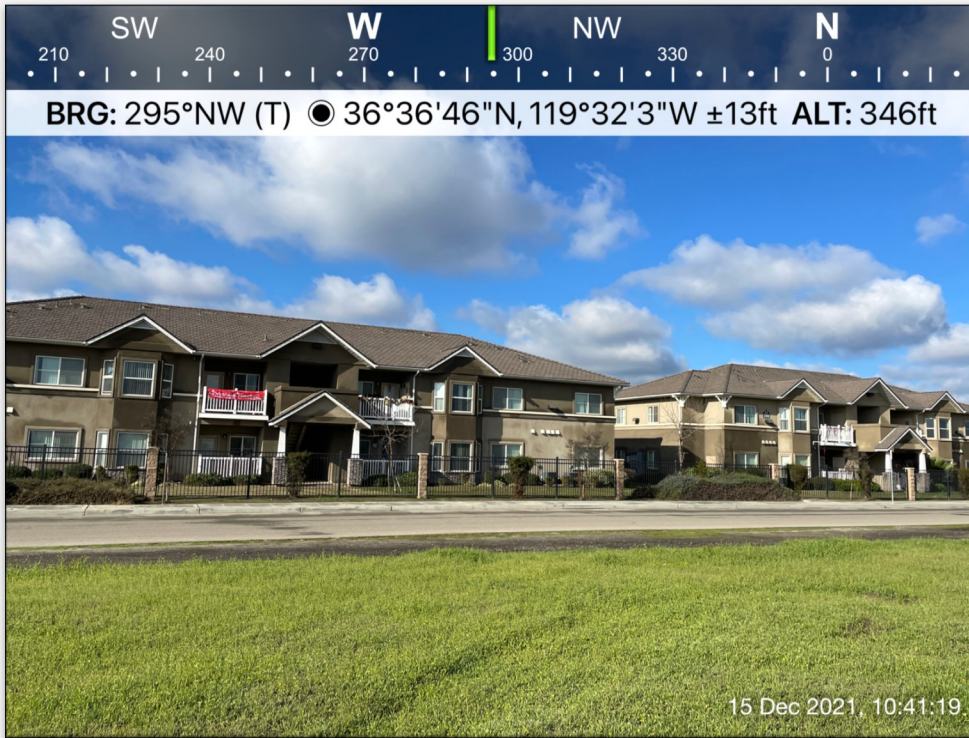 SW W NW N
210 240 270 300 330 0
BRG: 295°NW (T) ◉ 36°36'46"N, 119°32'3"W ±13ft ALT: 346ft
15 Dec 2021, 10:41:19